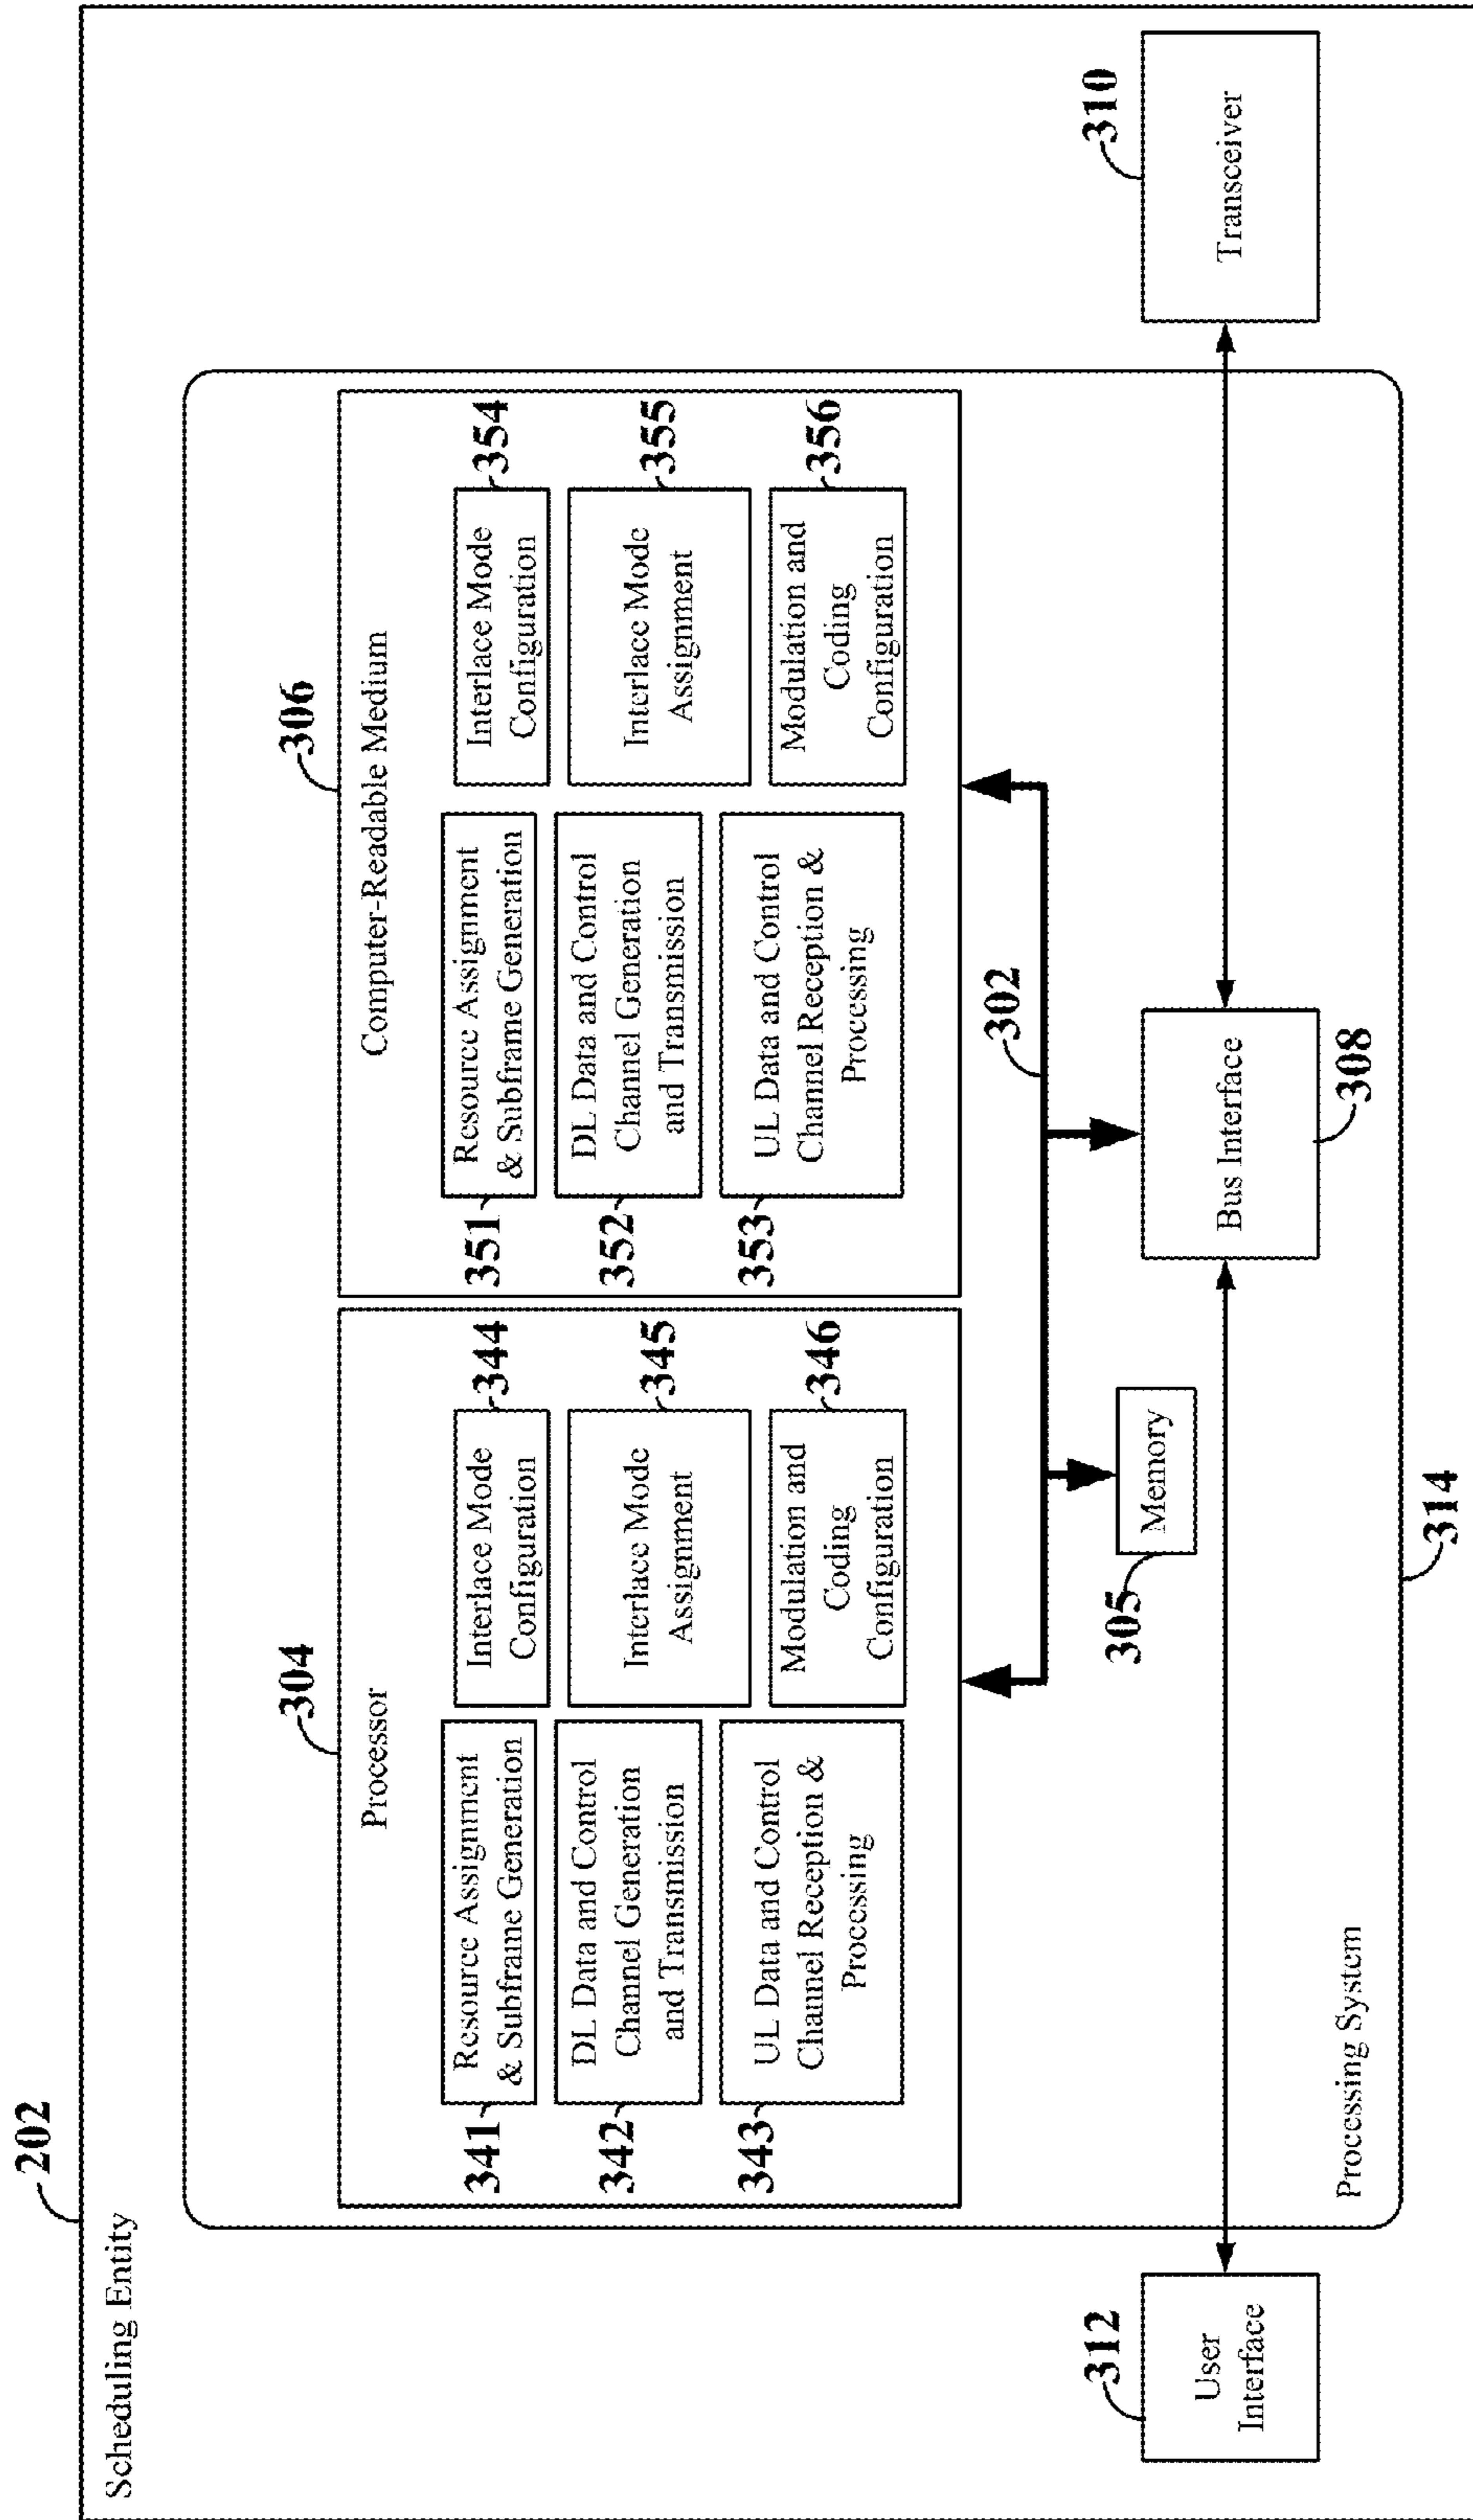 202
Scheduling Entity
304
Processor
341
Resource Assignment
& Subframe Generation
342
DL Data and Control
Channel Generation
and Transmission
343
UL Data and Control
Channel Reception &
Processing
344
Interlace Mode
Configuration
345
Interlace Mode
Assignment
346
Modulation and
Coding
Configuration
306
Computer-Readable Medium
351
Resource Assignment
& Subframe Generation
352
DL Data and Control
Channel Generation
and Transmission
353
UL Data and Control
Channel Reception &
Processing
354
Interlace Mode
Configuration
355
Interlace Mode
Assignment
356
Modulation and
Coding
Configuration
302
305
Memory
312
User
Interface
Bus Interface
308
310
Transceiver
Processing System
314